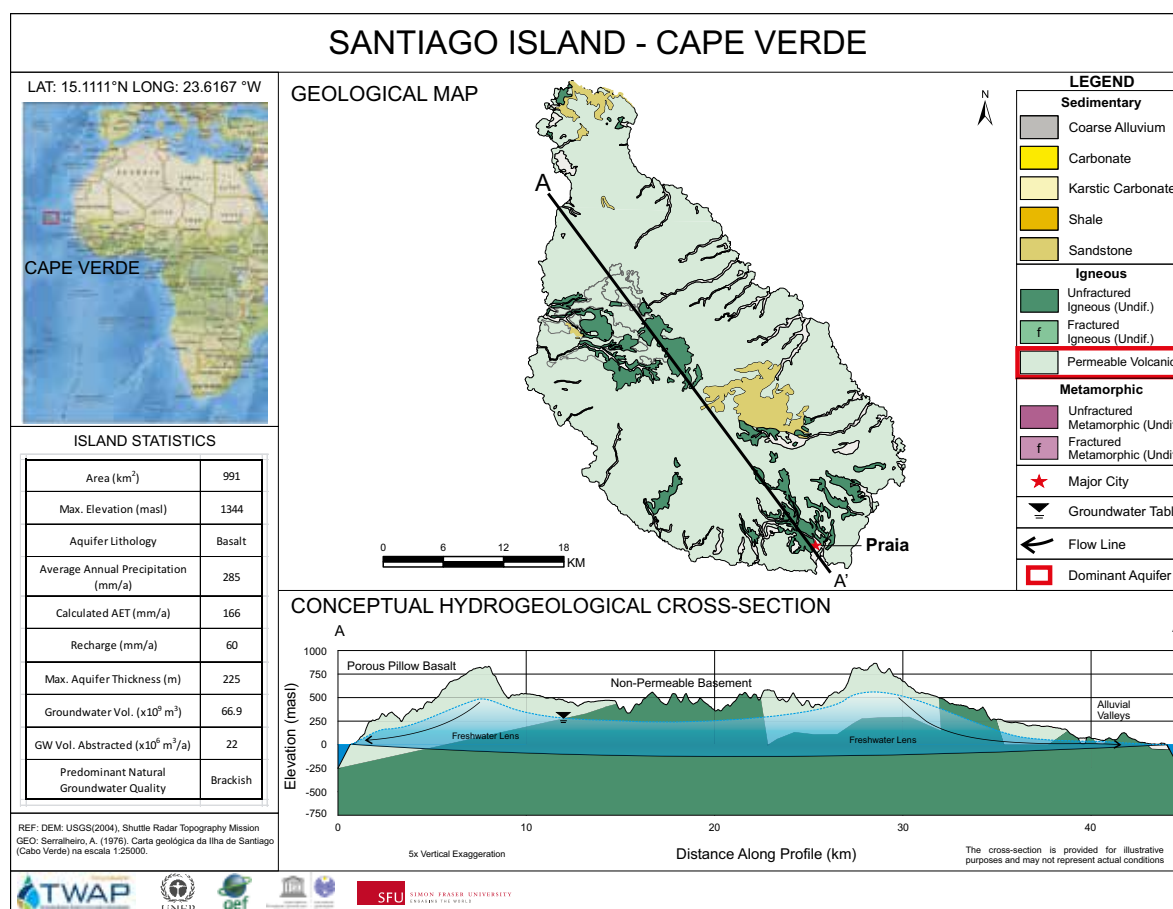 SANTIAGO ISLAND - CAPE VERDE
LAT: 15.1111°N LONG: 23.6167 °W
CAPE VERDE
ISLAND STATISTICS
Area (km²) 991
Max. Elevation (masl) 1344
Aquifer Lithology Basalt
Average Annual Precipitation
(mm/a) 285
Calculated AET (mm/a) 166
Recharge (mm/a) 60
Max. Aquifer Thickness (m) 225
Groundwater Vol. (x10⁹ m³) 66.9
GW Vol. Abstracted (x10⁶ m³/a) 22
Predominant Natural
Groundwater Quality Brackish
REF: DEM: USGS(2004), Shuttle Radar Topography Mission
GEO: Serralheiro, A. (1976). Carta geológica da Ilha de Santiago
(Cabo Verde) na escala 1:25000.
GEOLOGICAL MAP
N
A
A'
Praia
0 6 12 18
KM
LEGEND
Sedimentary
Coarse Alluvium
Carbonate
Karstic Carbonate
Shale
Sandstone
Igneous
Unfractured
Igneous (Undif.)
f Fractured
Igneous (Undif.)
Permeable Volcanic
Metamorphic
Unfractured
Metamorphic (Undif
f Fractured
Metamorphic (Undif
Major City
Groundwater Tabl
Flow Line
Dominant Aquifer
CONCEPTUAL HYDROGEOLOGICAL CROSS-SECTION
A
Elevation (masl)
1000
750
500
250
0
-250
-500
-750
Porous Pillow Basalt
Non-Permeable Basement
Alluvial
Valleys
Freshwater Lens
Freshwater Lens
0 10 20 30 40
5x Vertical Exaggeration
Distance Along Profile (km)
The cross-section is provided for illustrative
purposes and may not represent actual conditions
TWAP
UNEP
gef
SFU SIMON FRASER UNIVERSITY
ENGAGING THE WORLD